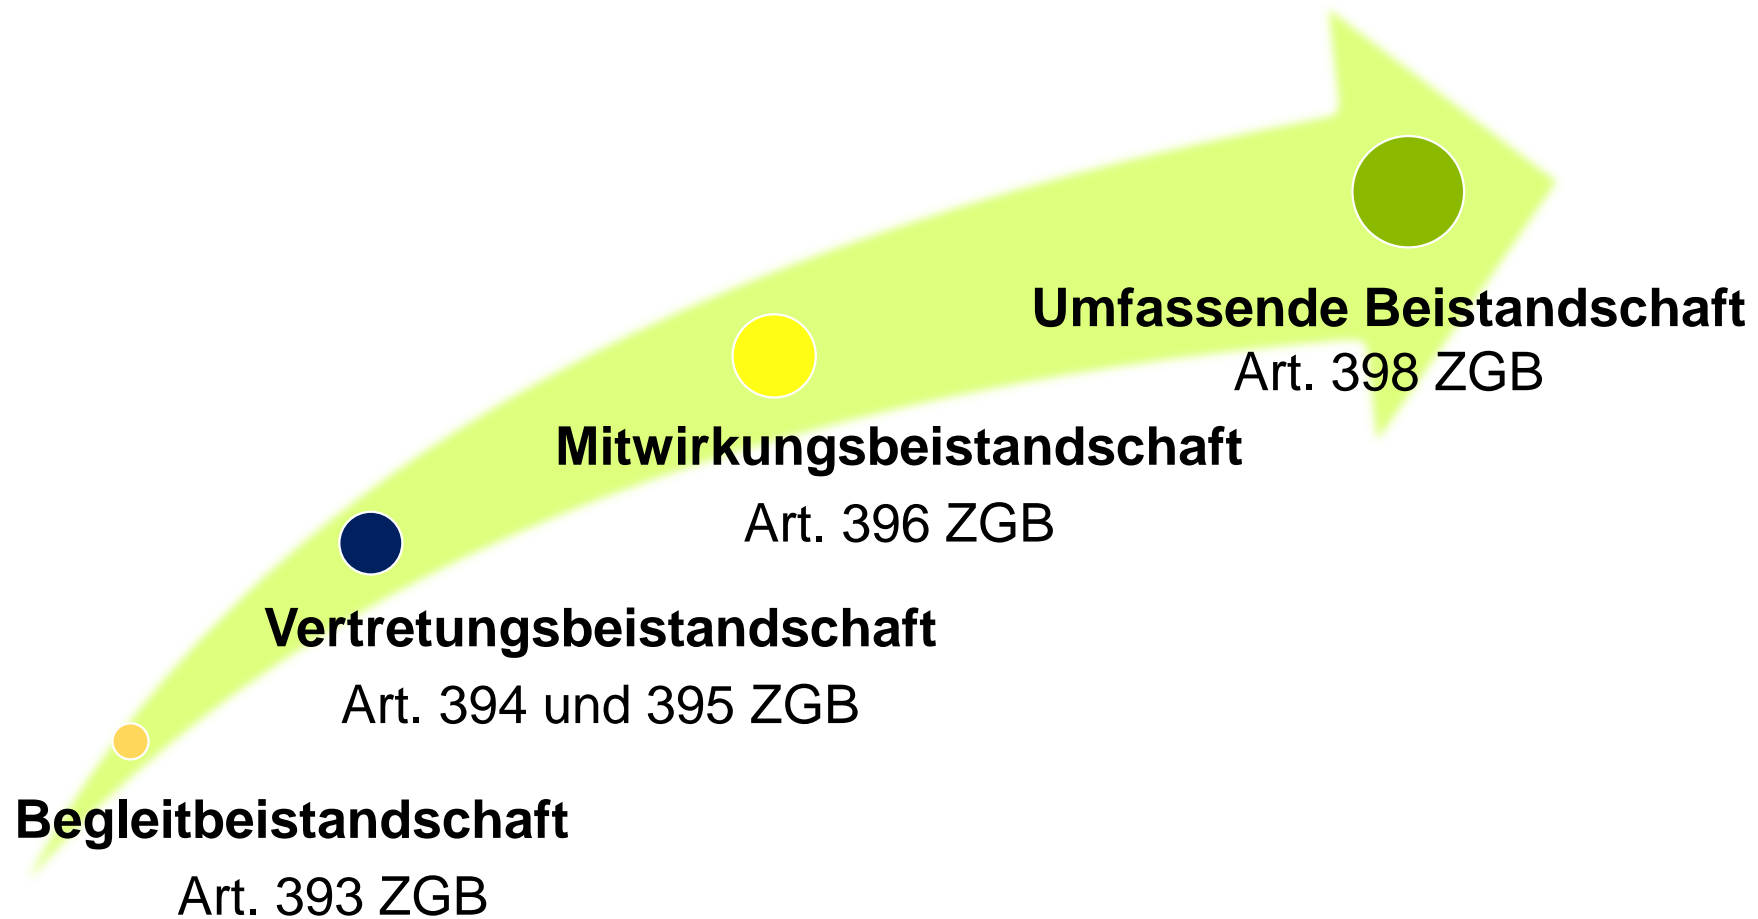 Umfassende Beistandschaft
Art. 398 ZGB
Mitwirkungsbeistandschaft
Art. 396 ZGB
Vertretungsbeistandschaft
Art. 394 und 395 ZGB
Begleitbeistandschaft
Art. 393 ZGB